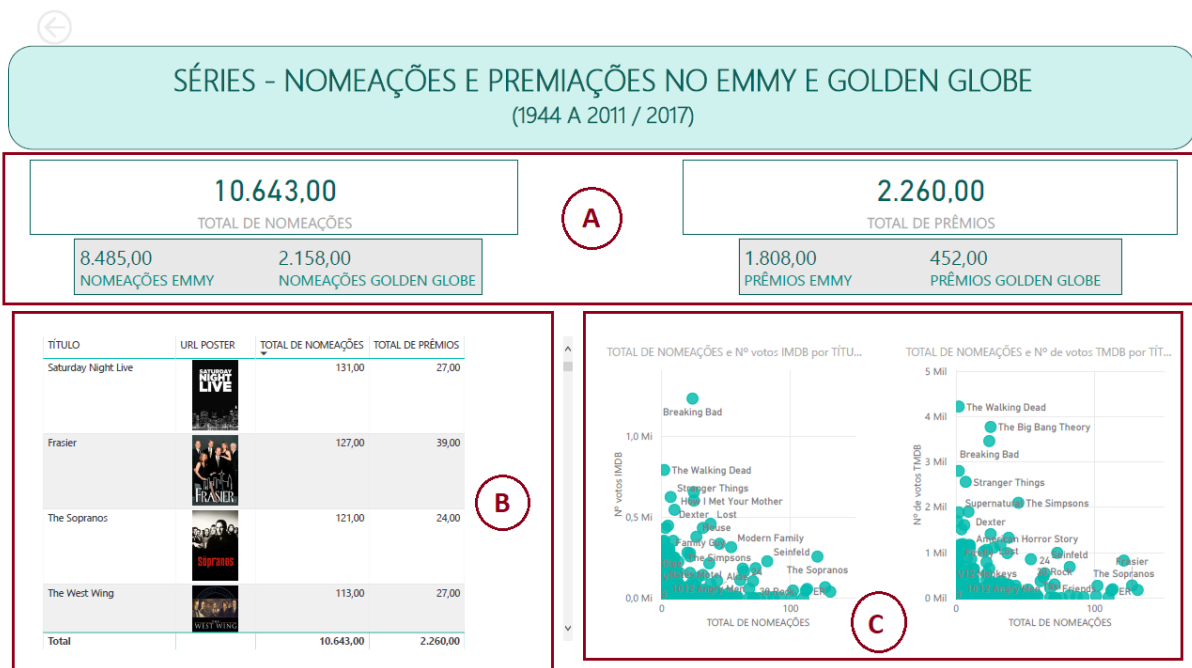 SÉRIES - NOMEAÇÕES E PREMIAÇÕES NO EMMY E GOLDEN GLOBE
(1944 A 2011 / 2017)
10.643,00
TOTAL DE NOMEAÇÕES
8.485,00
NOMEAÇÕES EMMY
2.158,00
NOMEAÇÕES GOLDEN GLOBE
A
2.260,00
TOTAL DE PRÊMIOS
1.808,00
PRÊMIOS EMMY
452,00
PRÊMIOS GOLDEN GLOBE
TÍTULO URL POSTER TOTAL DE NOMEAÇÕES TOTAL DE PRÊMIOS
Saturday Night Live 131,00 27,00
SATURDAY
NIGHT
LIVE
Frasier 127,00 39,00
FRASIER
The Sopranos 121,00 24,00
Sopranos
The West Wing 113,00 27,00
WEST WING
Total 10.643,00 2.260,00
B
TOTAL DE NOMEAÇÕES e Nº votos IMDB por TÍTU...
Nº votos IMDB
1,0 Mi
0,5 Mi
0,0 Mi
Breaking Bad
The Walking Dead
Stranger Things
How I Met Your Mother
Dexter
Lost
House
Modern Family
Family Guy
Seinfeld
The Simpsons
The Sopranos
24
30 Rock
ER
0
100
TOTAL DE NOMEAÇÕES
TOTAL DE NOMEAÇÕES e Nº de votos TMDB por TÍT...
Nº de votos TMDB
5 Mil
4 Mil
3 Mil
2 Mil
1 Mil
0 Mil
The Walking Dead
The Big Bang Theory
Breaking Bad
Stranger Things
Supernatural
The Simpsons
Dexter
American Horror Story
Lost
24
Seinfeld
Frasier
30 Rock
The Sopranos
Friends
ER
0
100
TOTAL DE NOMEAÇÕES
C